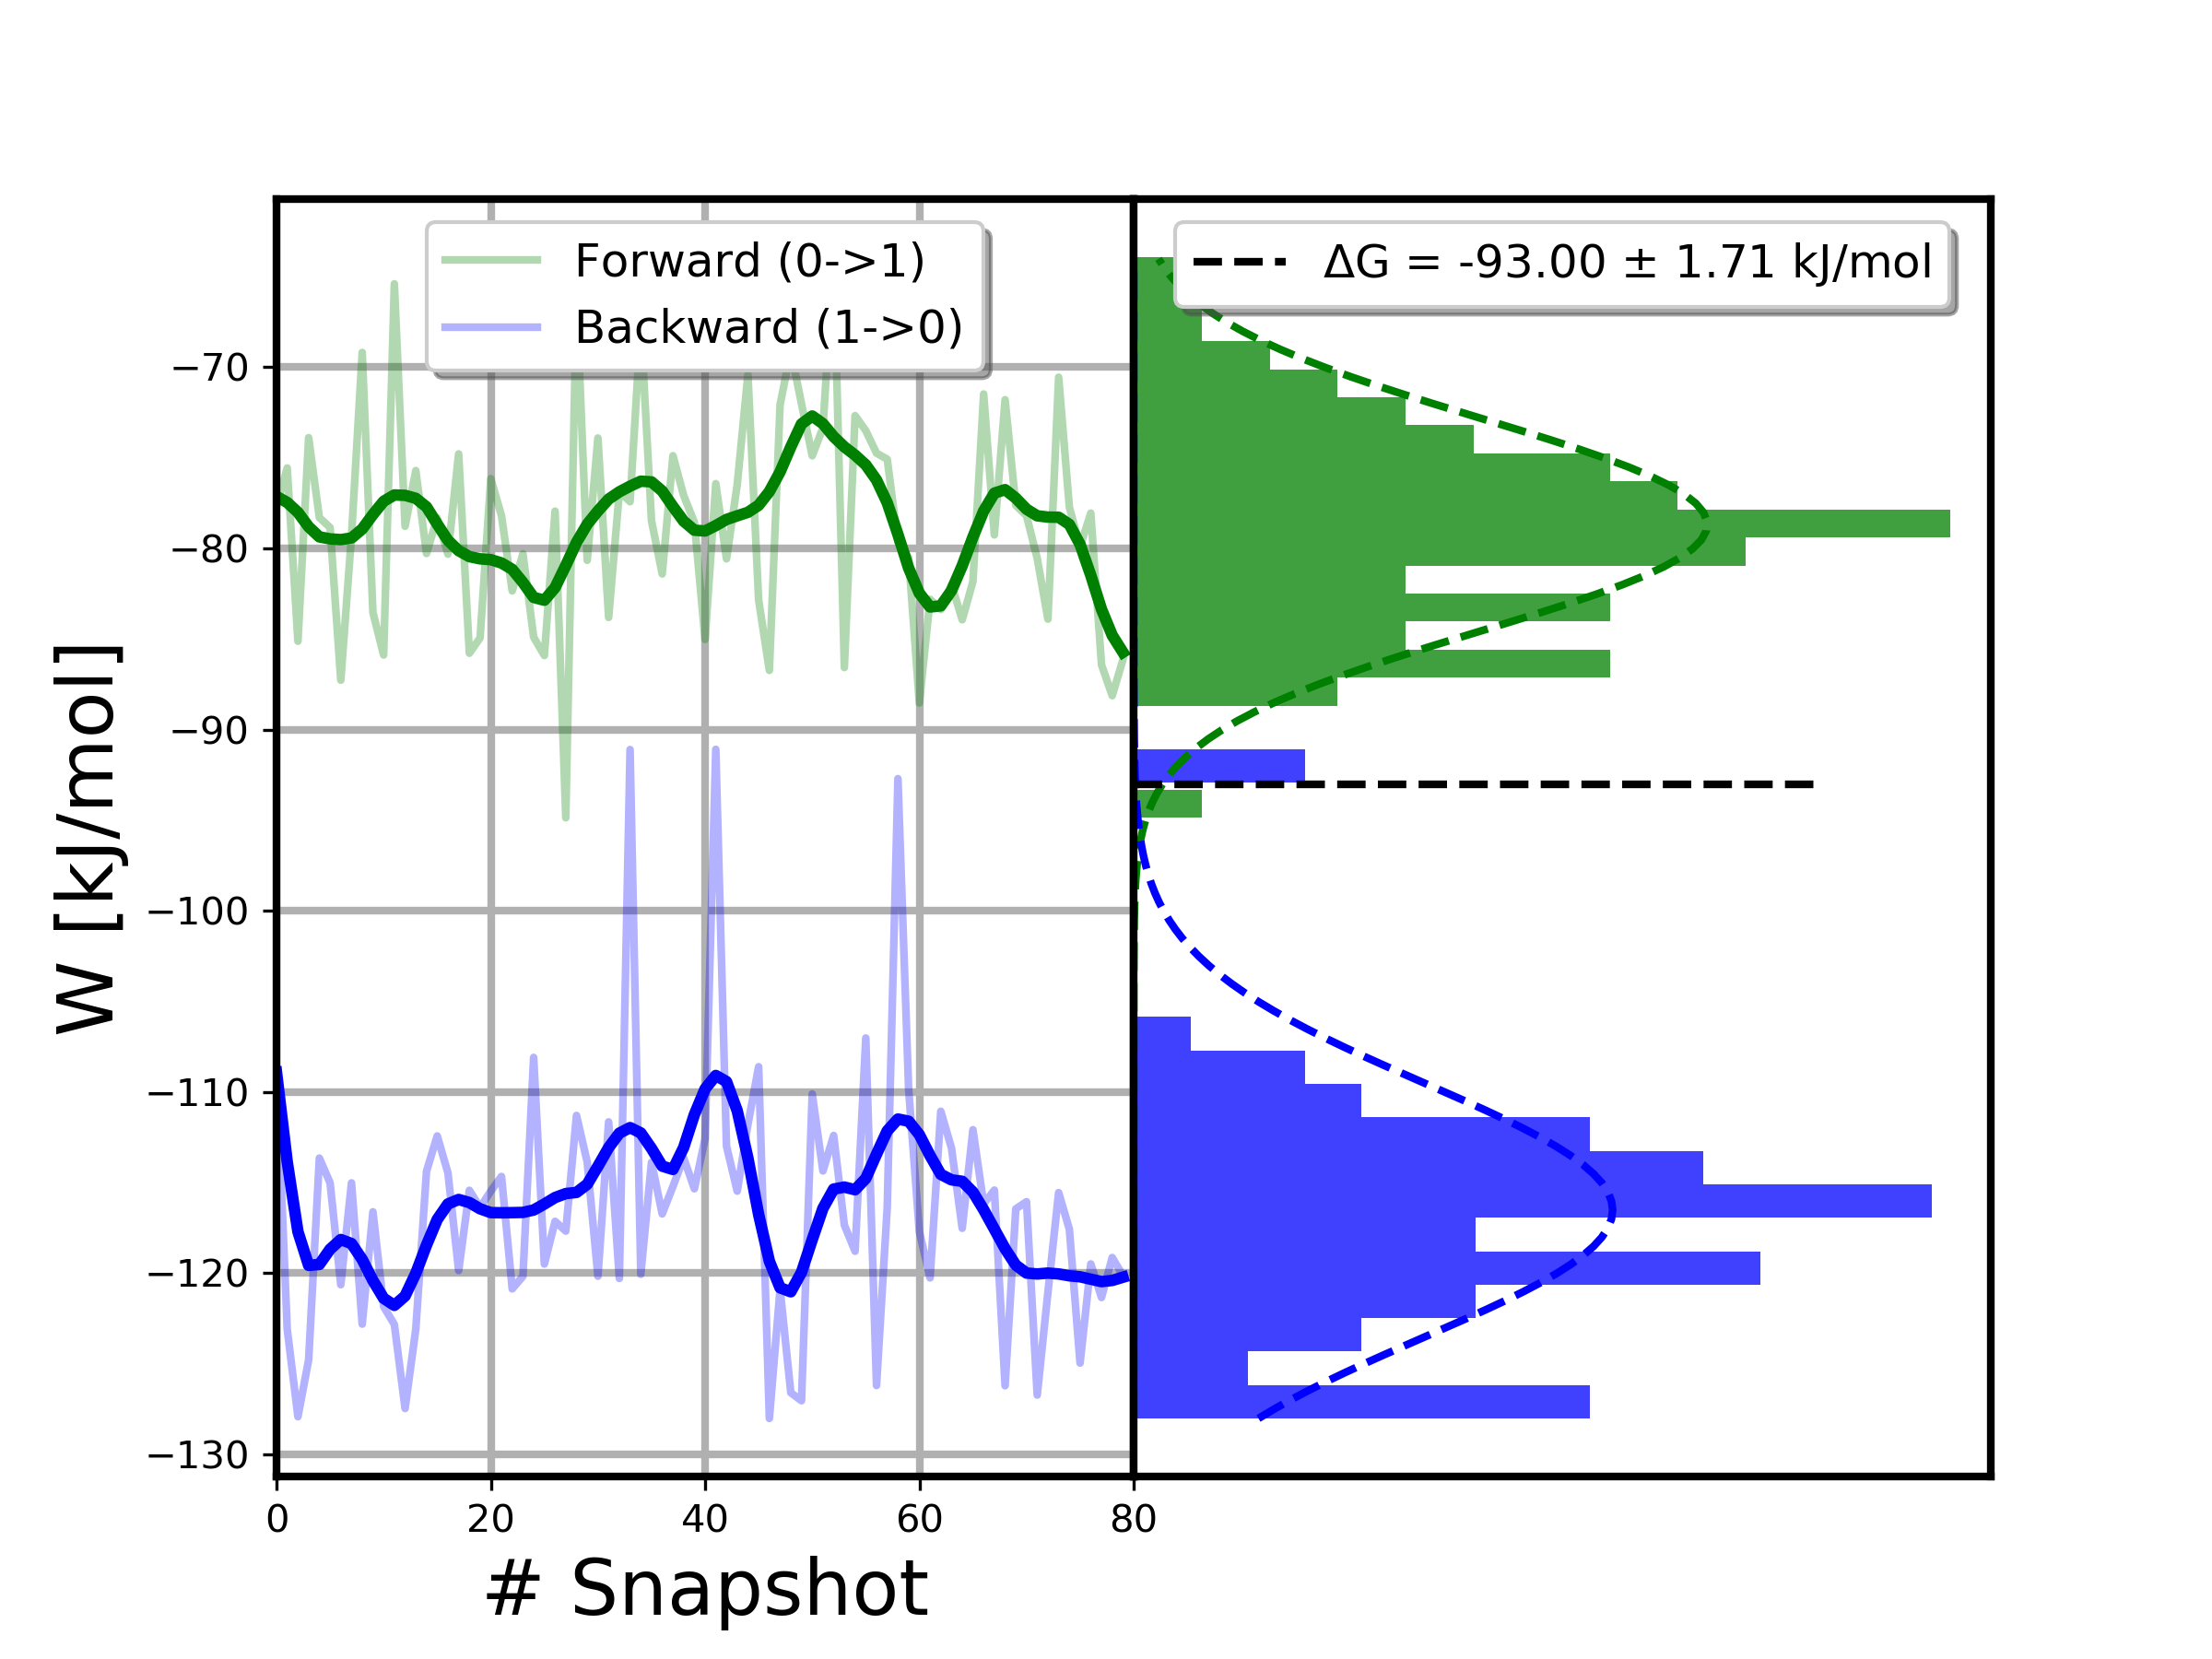 Forward (0->1)
Backward (1->0)
ΔG = -93.00 ± 1.71 kJ/mol
W [kJ/mol]
−70
−80
−90
−100
−110
−120
−130
0 20 40 60 80
# Snapshot